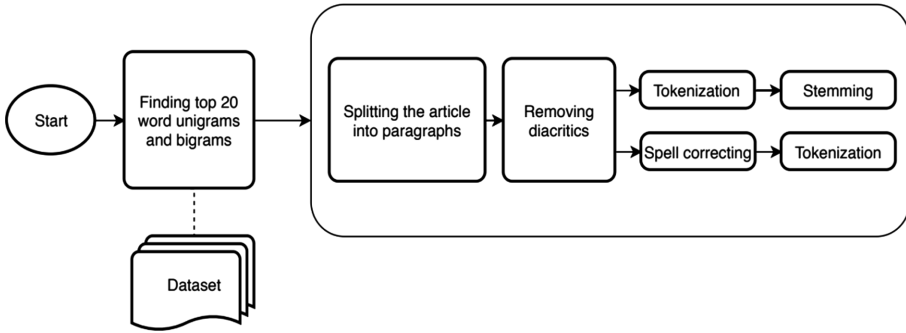 Start
Finding top 20
word unigrams
and bigrams
Dataset
Splitting the article
into paragraphs
Removing
diacritics
Tokenization
Stemming
Spell correcting
Tokenization